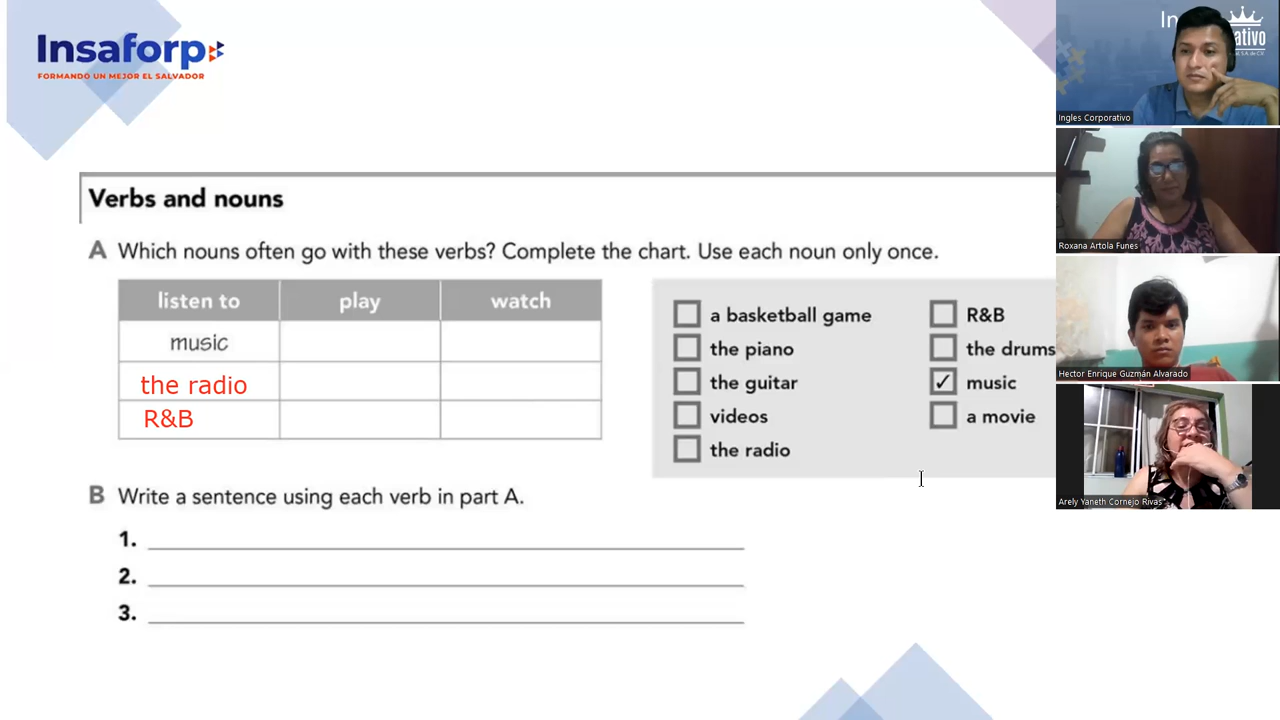 Insaforp
FORMANDO UN MEJOR EL SALVADOR
Verbs and nouns
A Which nouns often go with these verbs? Complete the chart. Use each noun only once.
listen to play watch
music
the radio
R&B
a basketball game
the piano
the guitar
videos
the radio
R&B
the drums
✓ music
a movie
B Write a sentence using each verb in part A.
1.
2.
3.
In
ativo
Ingles Corporativo
Roxana Artola Funes
Hector Enrique Guzmán Alvarado
Arely Yaneth Cornejo Rivas